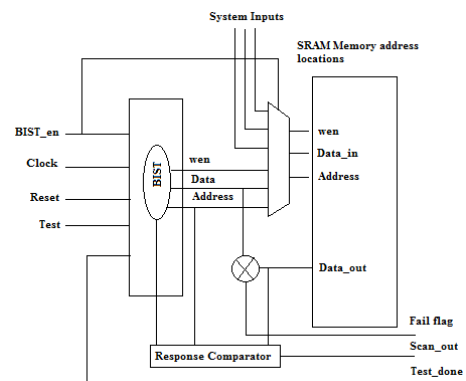 System Inputs
SRAM Memory address
locations
BIST_en
wen
Clock
wen
Data_in
BIST
Data
Address
Reset
Address
Test
Data_out
Fail flag
Response Comparator
Scan_out
Test_done